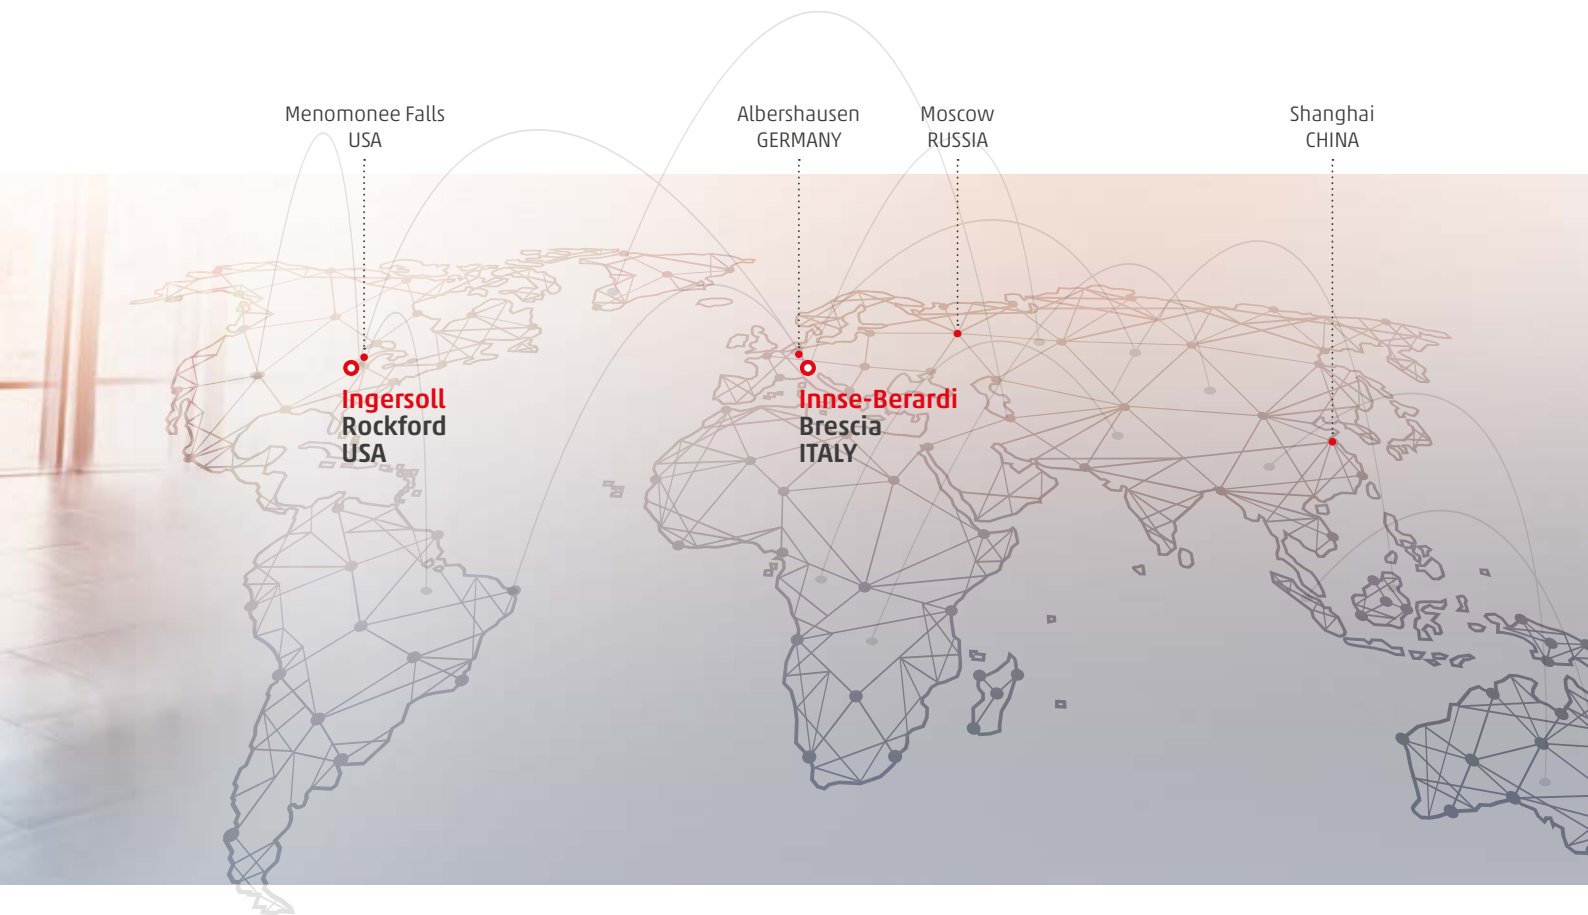 Menomonee Falls
USA
Albershausen
GERMANY
Moscow
RUSSIA
Shanghai
CHINA
Ingersoll
Rockford
USA
Innse-Berardi
Brescia
ITALY